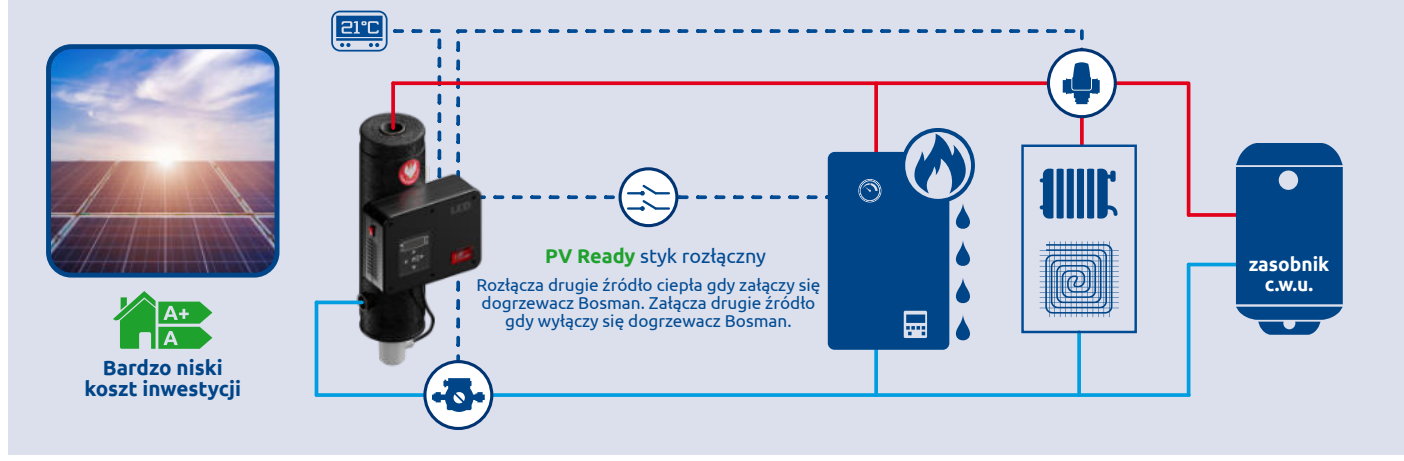 21°C
LED
PV Ready styk rozłączny
Rozłącza drugie źródło ciepła gdy załączy się
dogrzewacz Bosman. Załącza drugie źródło
gdy wyłączy się dogrzewacz Bosman.
zasobnik
c.w.u.
A+
A
Bardzo niski
koszt inwestycji